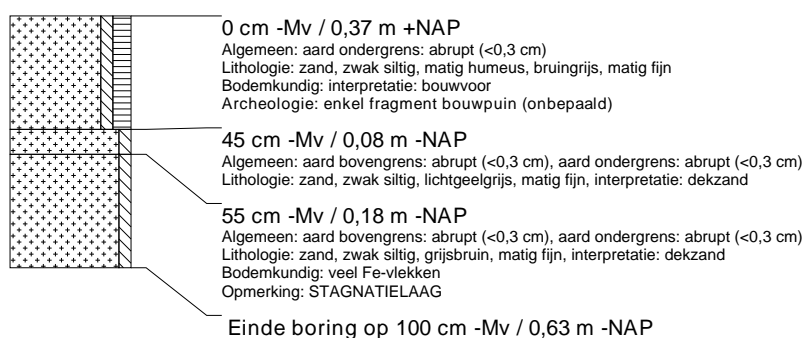 0 cm -Mv / 0,37 m +NAP
Algemeen: aard ondergrens: abrupt (<0,3 cm)
Lithologie: zand, zwak siltig, matig humeus, bruingrijs, matig fijn
Bodemkundig: interpretatie: bouwvoor
Archeologie: enkel fragment bouwpuin (onbepaald)
45 cm -Mv / 0,08 m -NAP
Algemeen: aard bovengrens: abrupt (<0,3 cm), aard ondergrens: abrupt (<0,3 cm)
Lithologie: zand, zwak siltig, lichtgeelgrijs, matig fijn, interpretatie: dekzand
55 cm -Mv / 0,18 m -NAP
Algemeen: aard bovengrens: abrupt (<0,3 cm), aard ondergrens: abrupt (<0,3 cm)
Lithologie: zand, zwak siltig, grijsbruin, matig fijn, interpretatie: dekzand
Bodemkundig: veel Fe-vlekken
Opmerking: STAGNATIELAAG
Einde boring op 100 cm -Mv / 0,63 m -NAP